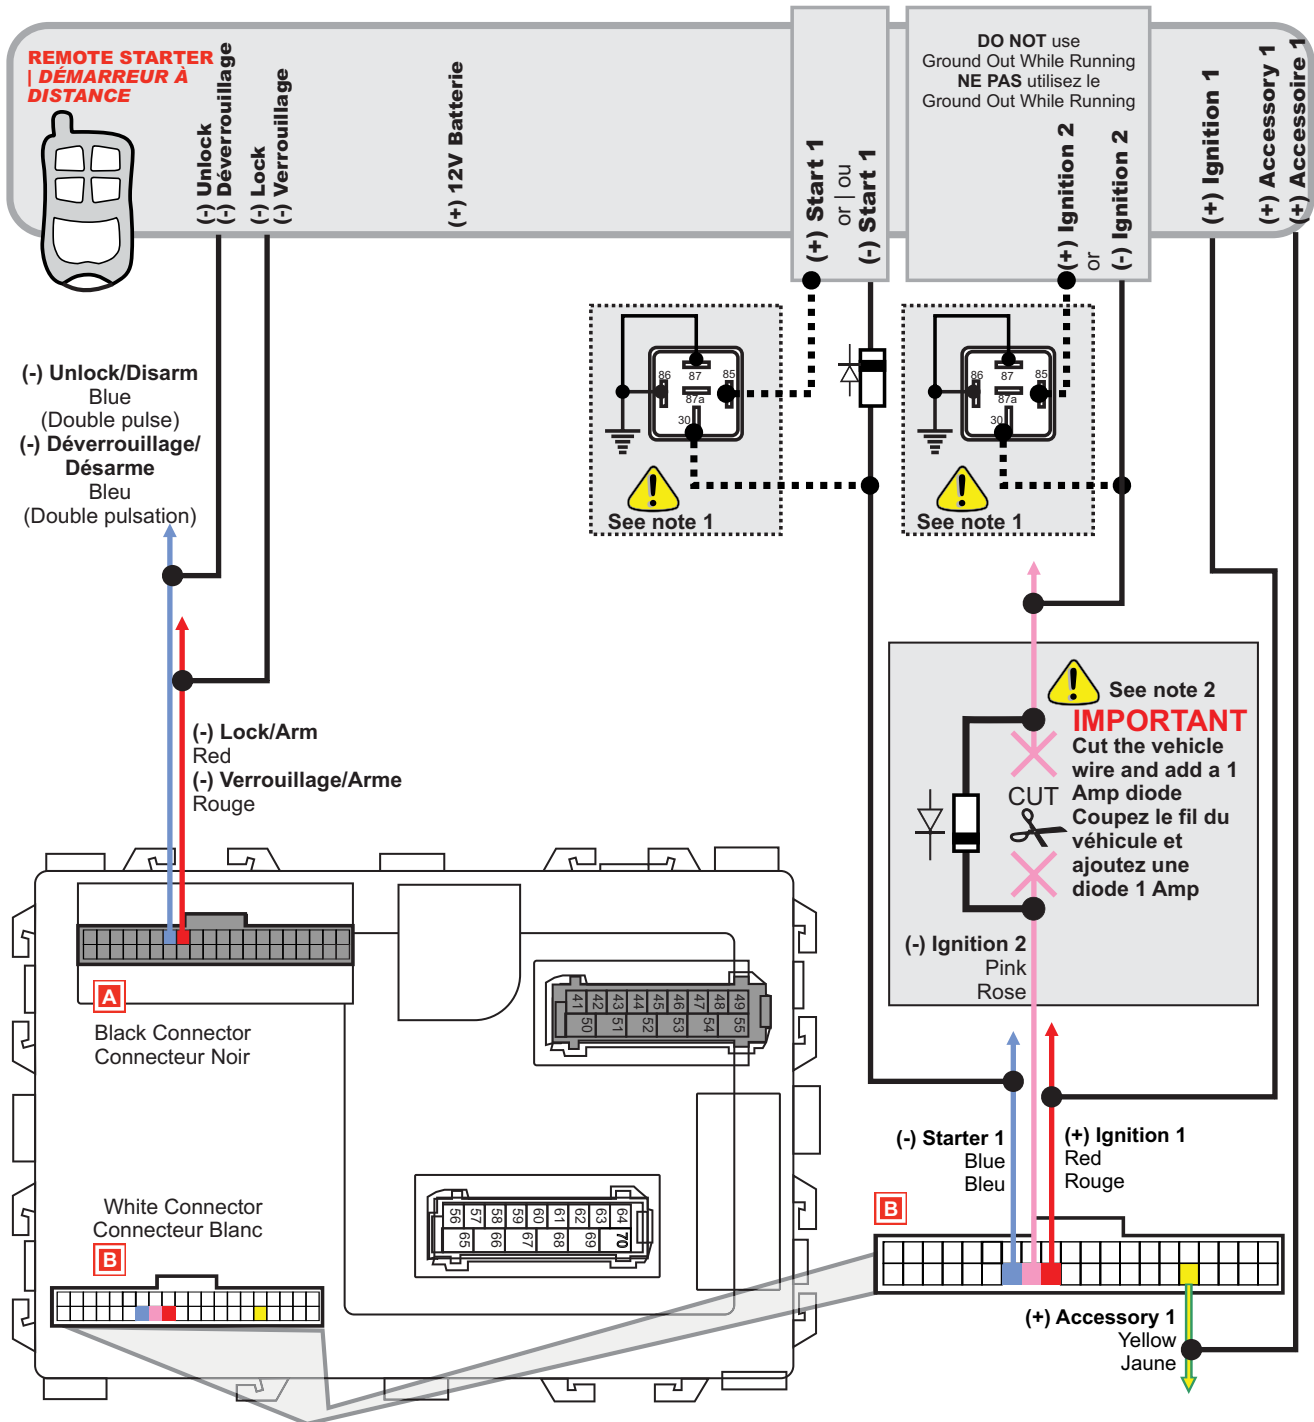 REMOTE STARTER
| DÉMARREUR À
DISTANCE
(-) Unlock
(-) Déverrouillage
(-) Lock
(-) Verrouillage
(+) 12V Batterie
(+) Start 1
or | ou
(-) Start 1
DO NOT use
Ground Out While Running
NE PAS utilisez le
Ground Out While Running
(+) Ignition 2
or
(-) Ignition 2
(+) Ignition 1
(+) Accessory 1
(+) Accessoire 1
86
87
85
87a
30
See note 1
86
87
85
87a
30
See note 1
(-) Unlock/Disarm
Blue
(Double pulse)
(-) Déverrouillage/
Désarme
Bleu
(Double pulsation)
(-) Lock/Arm
Red
(-) Verrouillage/Arme
Rouge
See note 2
IMPORTANT
Cut the vehicle
wire and add a 1
Amp diode
Coupez le fil du
véhicule et
ajoutez une
diode 1 Amp
CUT
(-) Ignition 2
Pink
Rose
A
Black Connector
Connecteur Noir
41 42 43 44 45 46 47 48 49
50 51 52 53 54 55
White Connector
Connecteur Blanc
B
56 57 58 59 60 61 62 63 64
65 66 67 68 69 70
(-) Starter 1
Blue
Bleu
(+) Ignition 1
Red
Rouge
B
(+) Accessory 1
Yellow
Jaune